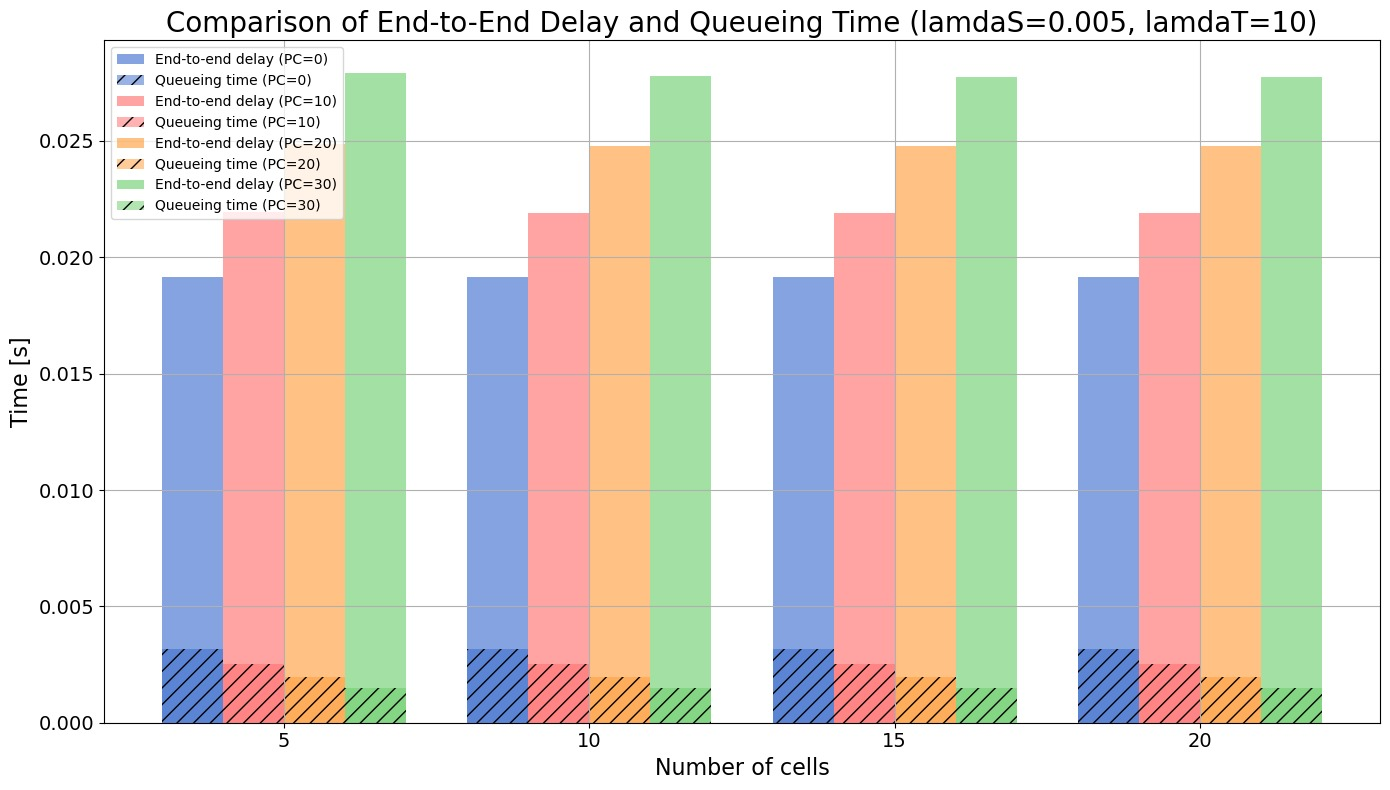 Comparison of End-to-End Delay and Queueing Time (lamdaS=0.005, lamdaT=10)
End-to-end delay (PC=0)
Queueing time (PC=0)
End-to-end delay (PC=10)
Queueing time (PC=10)
End-to-end delay (PC=20)
Queueing time (PC=20)
End-to-end delay (PC=30)
Queueing time (PC=30)
Time [s]
0.025
0.020
0.015
0.010
0.005
0.000
5 10 15 20
Number of cells